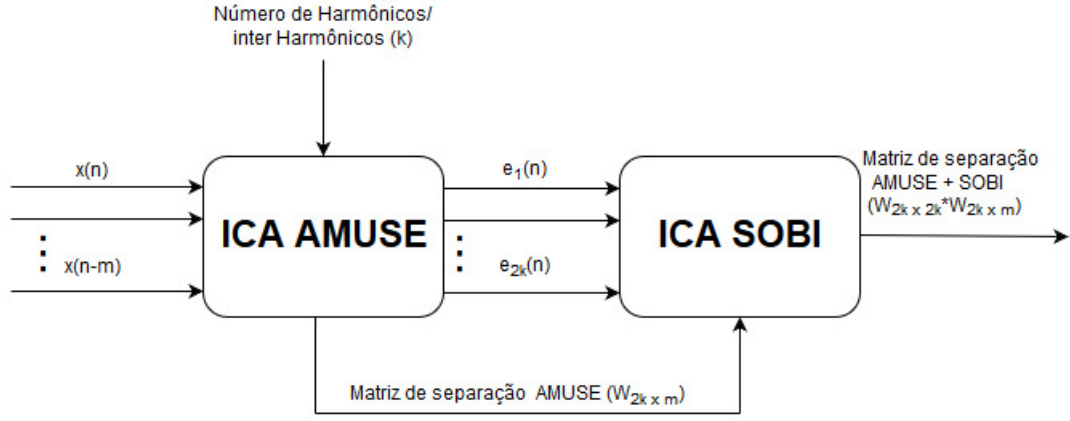 Número de Harmônicos/
inter Harmônicos (k)
x(n)
x(n-m)
ICA AMUSE
e₁(n)
e₂ₖ(n)
ICA SOBI
Matriz de separação
AMUSE + SOBI
(W₂ₖ ₓ ₂ₖ*W₂ₖ ₓ ₘ)
Matriz de separação AMUSE (W₂ₖ ₓ ₘ)